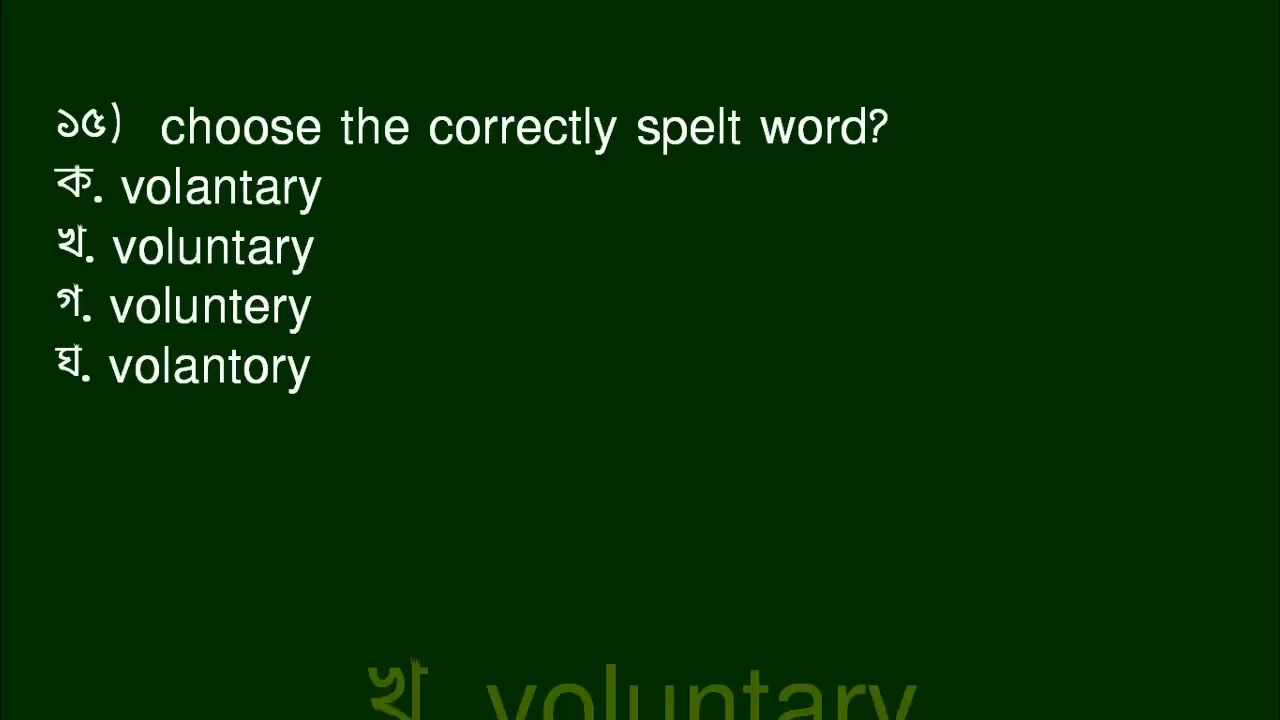 ১৫) choose the correctly spelt word?
ক. volantary
খ. voluntary
গ. voluntery
ঘ. volantory
খ. voluntary